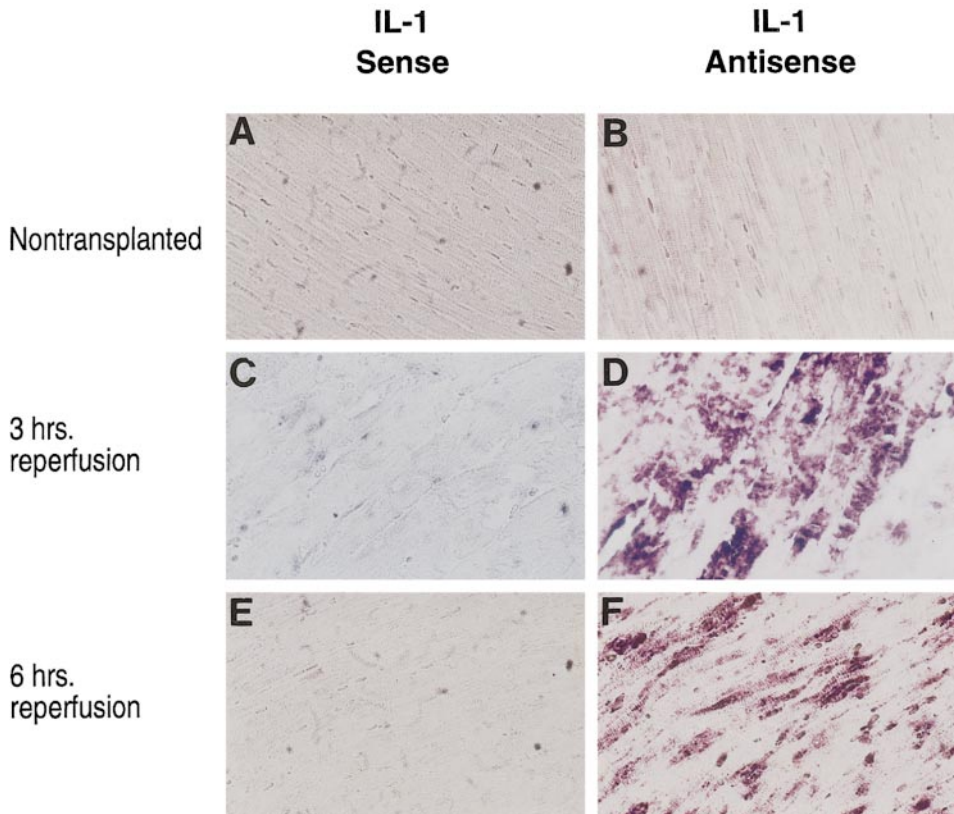 IL-1
Sense
IL-1
Antisense
Nontransplanted
A
B
3 hrs.
reperfusion
C
D
6 hrs.
reperfusion
E
F